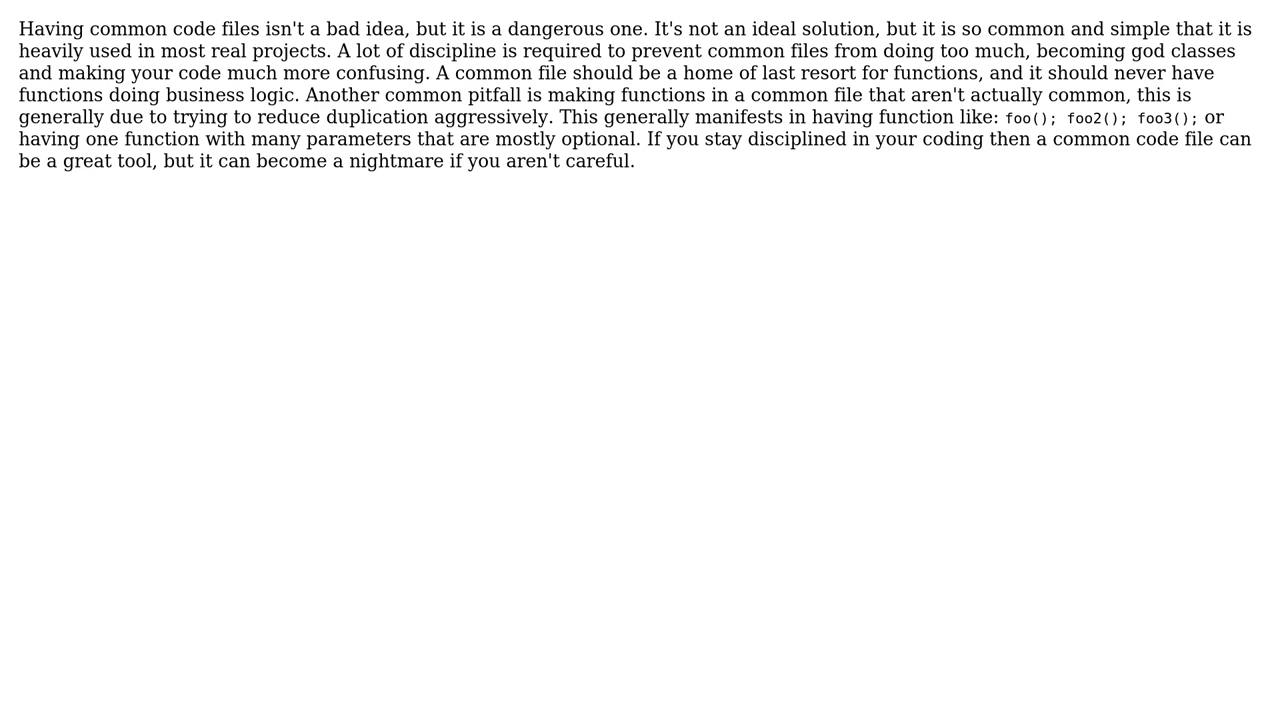 Having common code files isn't a bad idea, but it is a dangerous one. It's not an ideal solution, but it is so common and simple that it is
heavily used in most real projects. A lot of discipline is required to prevent common files from doing too much, becoming god classes
and making your code much more confusing. A common file should be a home of last resort for functions, and it should never have
functions doing business logic. Another common pitfall is making functions in a common file that aren't actually common, this is
generally due to trying to reduce duplication aggressively. This generally manifests in having function like: foo(); foo2(); foo3(); or
having one function with many parameters that are mostly optional. If you stay disciplined in your coding then a common code file can
be a great tool, but it can become a nightmare if you aren't careful.